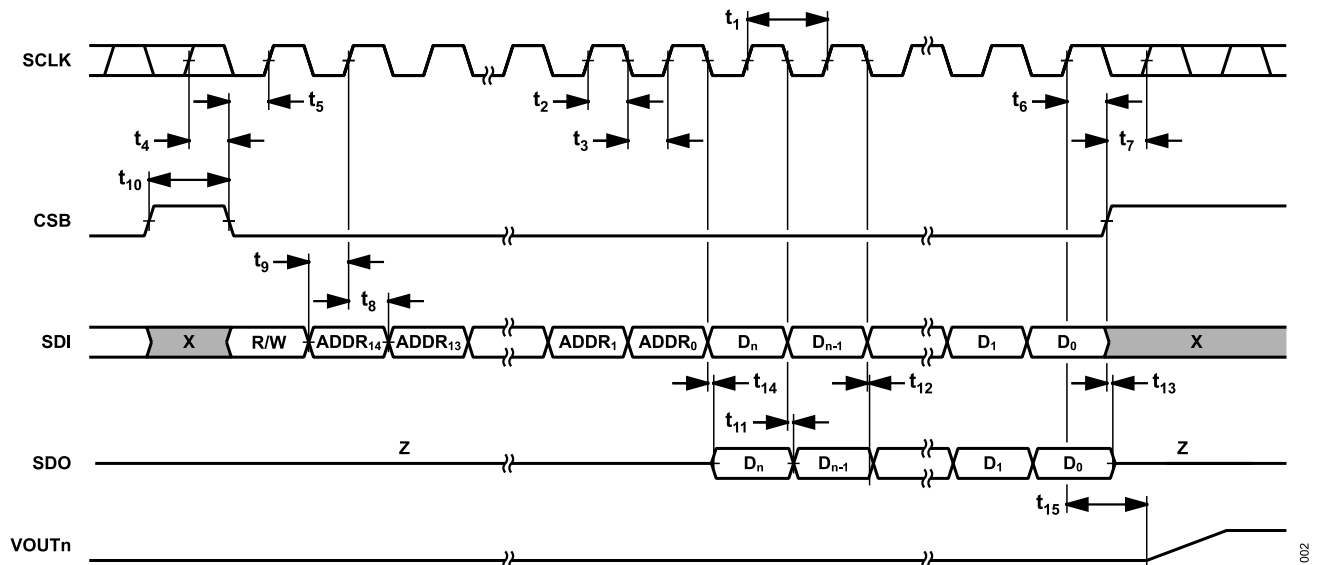 t₁
SCLK
t₅
t₂
t₆
t₄
t₃
t₇
t₁₀
CSB
t₉
t₈
SDI X R/W ADDR₁₄ ADDR₁₃ ADDR₁ ADDR₀ Dₙ Dₙ₋₁ D₁ D₀ X
t₁₄ t₁₂ t₁₃
t₁₁
Z Z
SDO Dₙ Dₙ₋₁ D₁ D₀
t₁₅
VOUTn
002